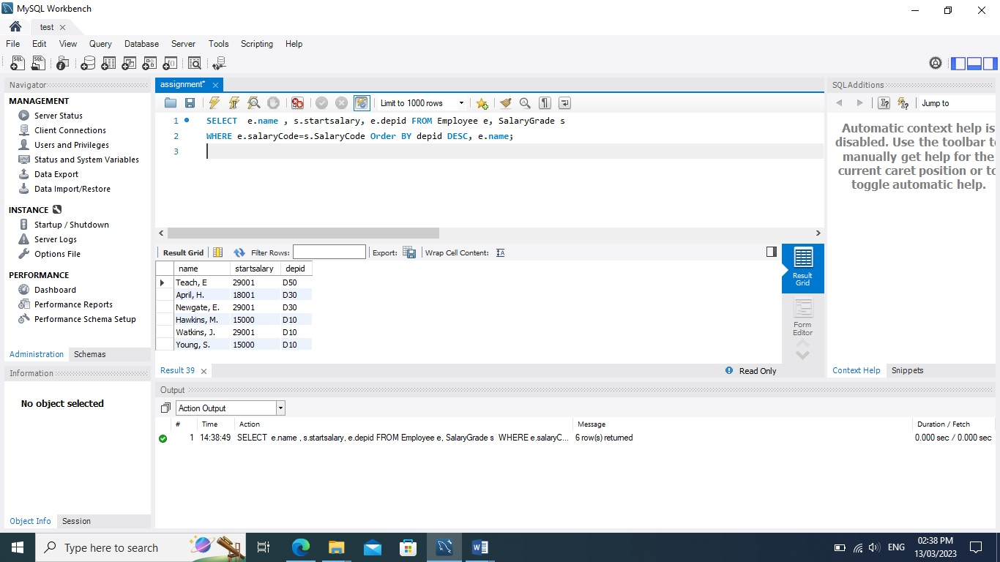 MySQL Workbench
test
File Edit View Query Database Server Tools Scripting Help
Navigator
MANAGEMENT
Server Status
Client Connections
Users and Privileges
Status and System Variables
Data Export
Data Import/Restore
INSTANCE
Startup / Shutdown
Server Logs
Options File
PERFORMANCE
Dashboard
Performance Reports
Performance Schema Setup
Administration Schemas
Information
No object selected
Object Info Session
assignment*
Limit to 1000 rows
1 SELECT e.name , s.startsalary, e.depid FROM Employee e, SalaryGrade s
2 WHERE e.salaryCode=s.SalaryCode Order BY depid DESC, e.name;
3
Result Grid Filter Rows: Export: Wrap Cell Content:
name startsalary depid
Teach, E 29001 D50
April, H. 18001 D30
Newgate, E. 29001 D30
Hawkins, M. 15000 D10
Watkins, J. 29001 D10
Young, S. 15000 D10
Result
Grid
Form
Editor
Result 39 Read Only
SQLAdditions
Jump to
Automatic context help is
disabled. Use the toolbar to
manually get help for the
current caret position or to
toggle automatic help.
Context Help Snippets
Output
Action Output
# Time Action Message Duration / Fetch
1 14:38:49 SELECT e.name , s.startsalary, e.depid FROM Employee e, SalaryGrade s WHERE e.salaryC... 6 row(s) returned 0.000 sec / 0.000 sec
Type here to search
ENG
02:38 PM
13/03/2023